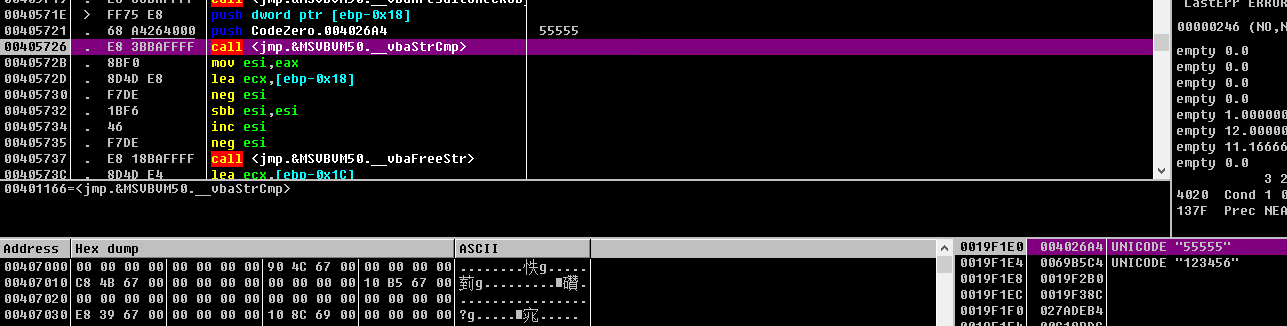 call <jmp.&MSVBVM50.__vbaFreeStrList>
0040571E > FF75 E8 push dword ptr [ebp-0x18]
00405721 . 68 A4264000 push CodeZero.004026A4 55555
00405726 . E8 3BBAFFFF call <jmp.&MSVBVM50.__vbaStrCmp>
0040572B . 8BF0 mov esi,eax
0040572D . 8D4D E8 lea ecx,[ebp-0x18]
00405730 . F7DE neg esi
00405732 . 1BF6 sbb esi,esi
00405734 . 46 inc esi
00405735 . F7DE neg esi
00405737 . E8 18BAFFFF call <jmp.&MSVBVM50.__vbaFreeStr>
0040573C . 8D4D E4 lea ecx,[ebp-0x1C]
00401166=<jmp.&MSVBVM50.__vbaStrCmp>
LastErr ERROR
00000246 (NO,N
empty 0.0
empty 0.0
empty 0.0
empty 0.0
empty 1.000000
empty 12.00000
empty 11.16666
empty 0.0
3 2
4020 Cond 1 0
137F Prec NEA
Address Hex dump ASCII
00407000 00 00 00 00 00 00 00 00 90 4C 67 00 00 00 00 00 ........怢g.....
00407010 C8 4B 67 00 00 00 00 00 00 00 00 00 10 B5 67 00
00407020 00 00 00 00 00 00 00 00 00 00 00 00 00 00 00 00 ................
00407030 E8 39 67 00 00 00 00 00 10 8C 69 00 00 00 00 00
0019F1E0 004026A4 UNICODE "55555"
0019F1E4 0069B5C4 UNICODE "123456"
0019F1E8 0019F2B0
0019F1EC 0019F38C
0019F1F0 027ADEB4